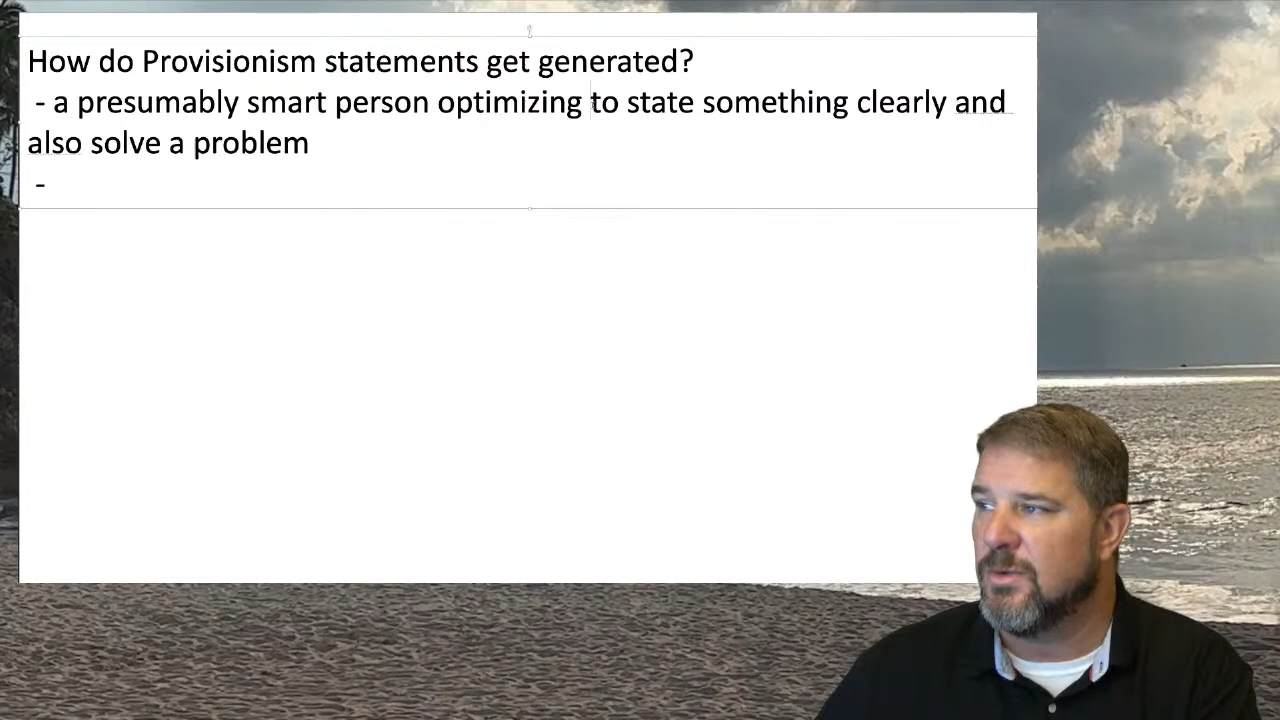 How do Provisionism statements get generated?
- a presumably smart person optimizing to state something clearly and
also solve a problem
-